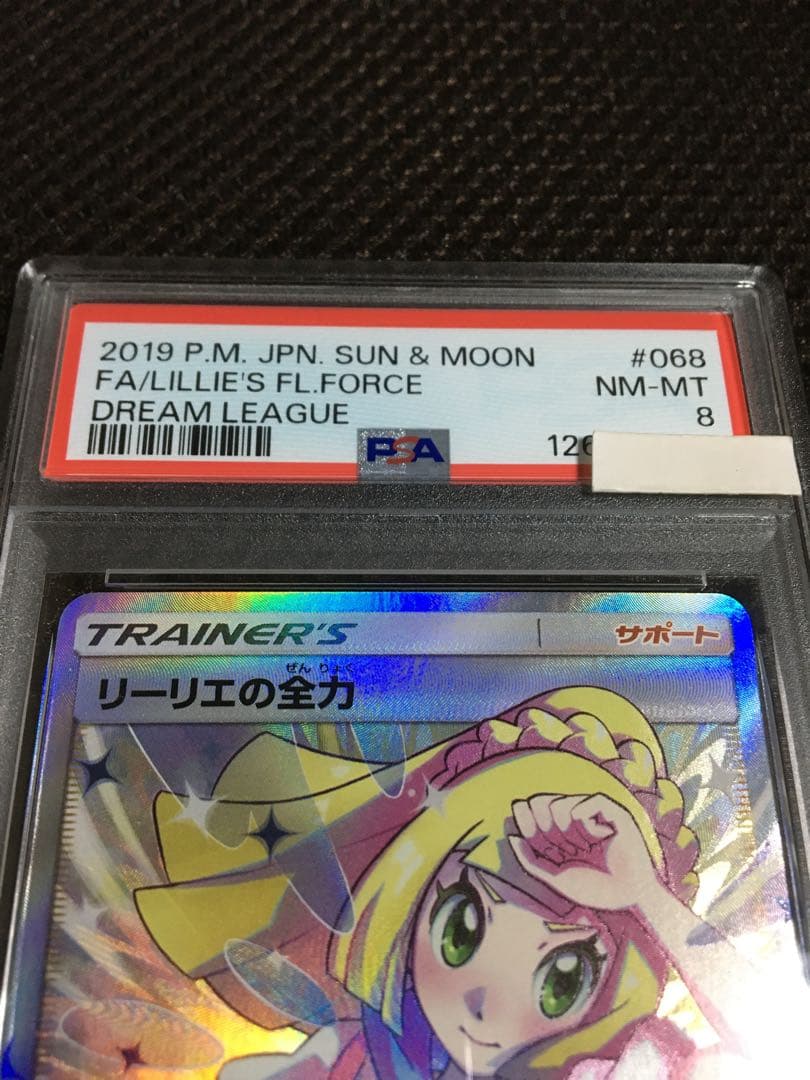 2019 P.M. JPN. SUN & MOON #068
FA/LILLIE'S FL.FORCE NM-MT
DREAM LEAGUE 8
PSA 126
TRAINER'S サポート
ぜんりょく
リーリエの全力